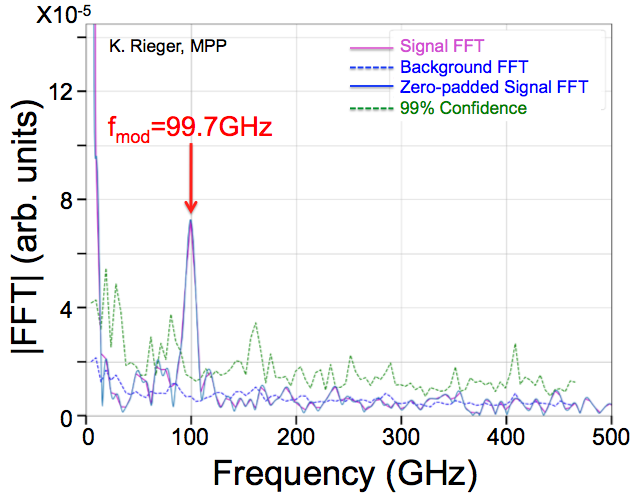 X10-5
K. Rieger, MPP
Signal FFT
Background FFT
Zero-padded Signal FFT
99% Confidence
fmod=99.7GHz
|FFT| (arb. units)
12
8
4
0
0 100 200 300 400 500
Frequency (GHz)